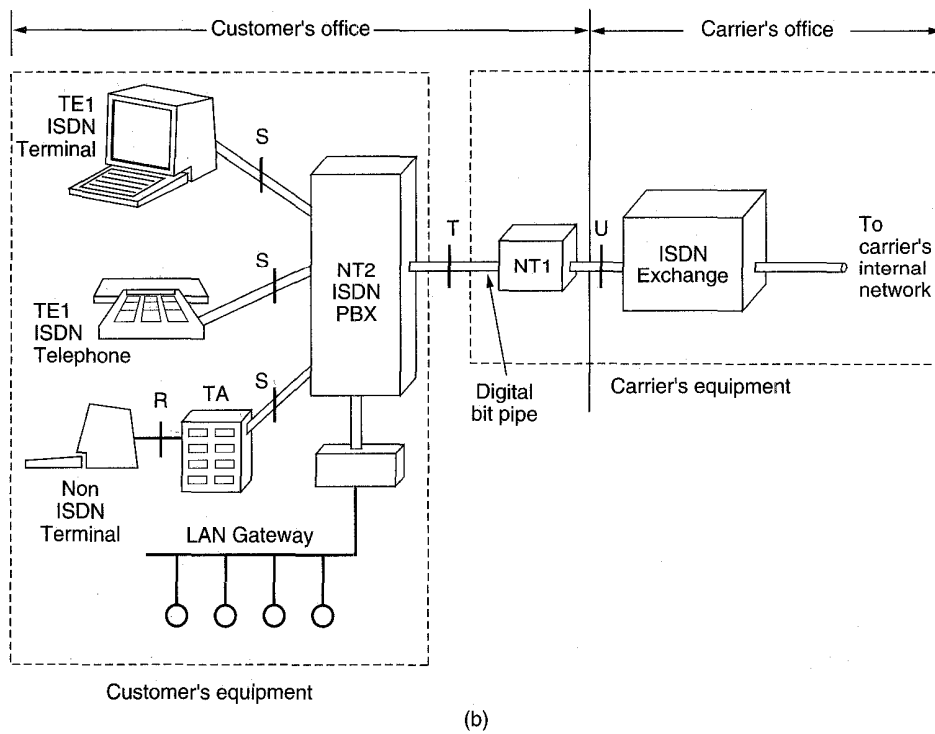 Customer's office
Carrier's office
TE1
ISDN
Terminal
S
TE1
ISDN
Telephone
S
NT2
ISDN
PBX
T
NT1
U
ISDN
Exchange
To
carrier's
internal
network
Digital
bit pipe
Carrier's equipment
R
TA
S
Non
ISDN
Terminal
LAN Gateway
Customer's equipment
(b)